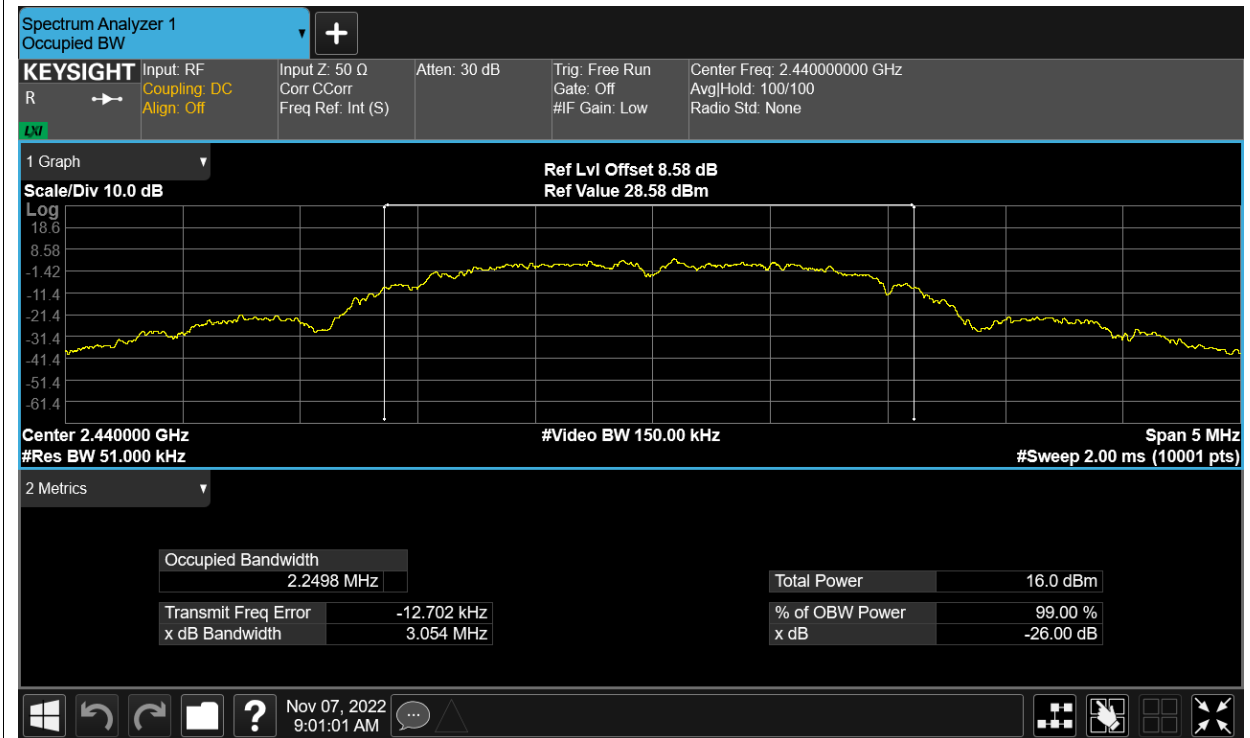 Spectrum Analyzer 1
Occupied BW
KEYSIGHT
R
LXI
Input: RF
Coupling: DC
Align: Off
Input Z: 50 Ω
Corr CCorr
Freq Ref: Int (S)
Atten: 30 dB
Trig: Free Run
Gate: Off
#IF Gain: Low
Center Freq: 2.440000000 GHz
Avg|Hold: 100/100
Radio Std: None
1 Graph
Scale/Div 10.0 dB
Ref Lvl Offset 8.58 dB
Ref Value 28.58 dBm
Log
18.6
8.58
-1.42
-11.4
-21.4
-31.4
-41.4
-51.4
-61.4
Center 2.440000 GHz
#Video BW 150.00 kHz
Span 5 MHz
#Res BW 51.000 kHz
#Sweep 2.00 ms (10001 pts)
2 Metrics
Occupied Bandwidth
2.2498 MHz
Total Power 16.0 dBm
Transmit Freq Error -12.702 kHz
% of OBW Power 99.00 %
x dB Bandwidth 3.054 MHz
x dB -26.00 dB
?
Nov 07, 2022
9:01:01 AM